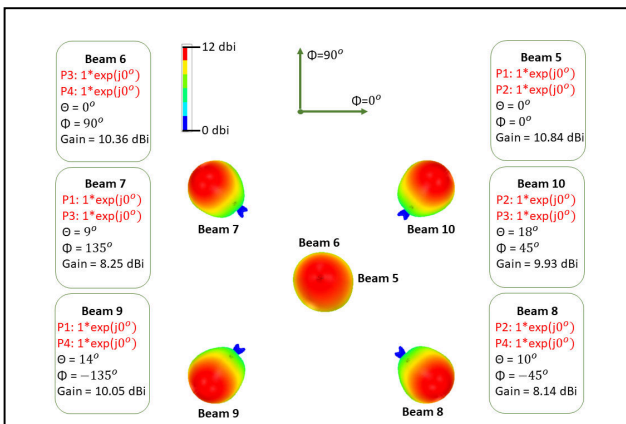 Beam 6
P3: 1*exp(j0°)
P4: 1*exp(j0°)
Θ = 0°
Φ = 90°
Gain = 10.36 dBi
12 dbi
0 dbi
Φ=90°
Φ=0°
Beam 5
P1: 1*exp(j0°)
P2: 1*exp(j0°)
Θ = 0°
Φ = 0°
Gain = 10.84 dBi
Beam 7
P1: 1*exp(j0°)
P3: 1*exp(j0°)
Θ = 9°
Φ = 135°
Gain = 8.25 dBi
Beam 7
Beam 10
Beam 10
P2: 1*exp(j0°)
P3: 1*exp(j0°)
Θ = 18°
Φ = 45°
Gain = 9.93 dBi
Beam 6
Beam 5
Beam 9
P1: 1*exp(j0°)
P4: 1*exp(j0°)
Θ = 14°
Φ = −135°
Gain = 10.05 dBi
Beam 9
Beam 8
Beam 8
P2: 1*exp(j0°)
P4: 1*exp(j0°)
Θ = 10°
Φ = −45°
Gain = 8.14 dBi